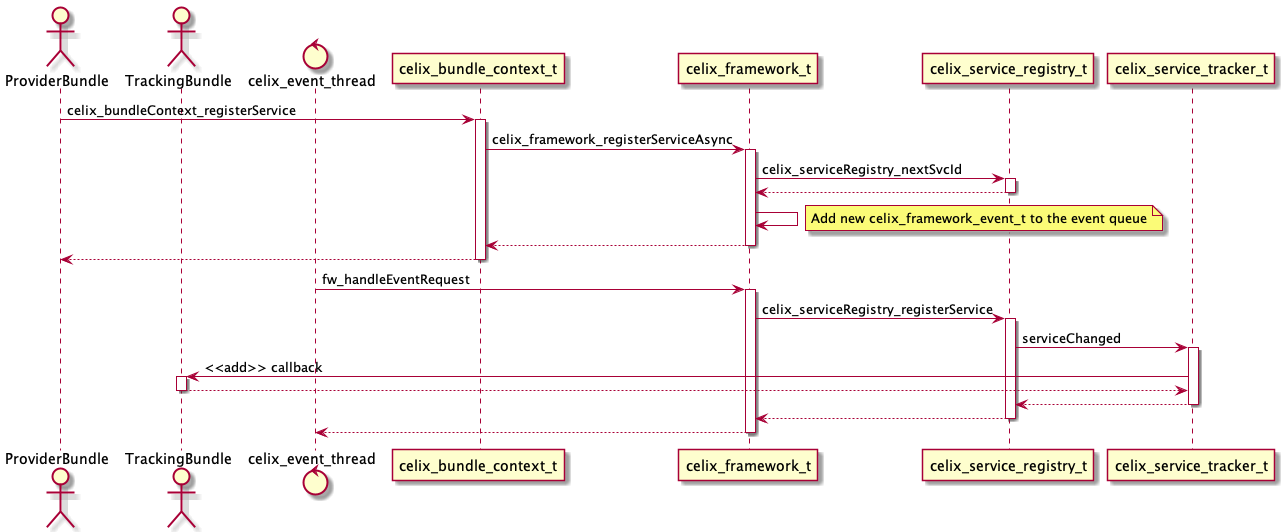 ProviderBundle
TrackingBundle
celix_event_thread
celix_bundle_context_t
celix_framework_t
celix_service_registry_t
celix_service_tracker_t
celix_bundleContext_registerService
celix_framework_registerServiceAsync
celix_serviceRegistry_nextSvcId
Add new celix_framework_event_t to the event queue
fw_handleEventRequest
celix_serviceRegistry_registerService
serviceChanged
<<add>> callback
ProviderBundle
TrackingBundle
celix_event_thread
celix_bundle_context_t
celix_framework_t
celix_service_registry_t
celix_service_tracker_t